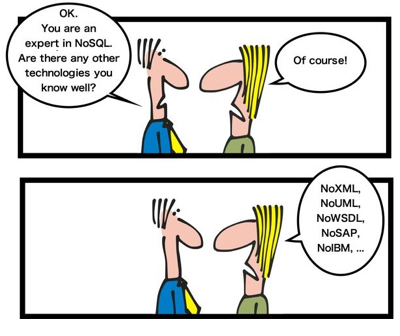 OK.
You are an
expert in NoSQL.
Are there any other
technologies you
know well?
Of course!
NoXML,
NoUML,
NoWSDL,
NoSAP,
NoIBM, ...